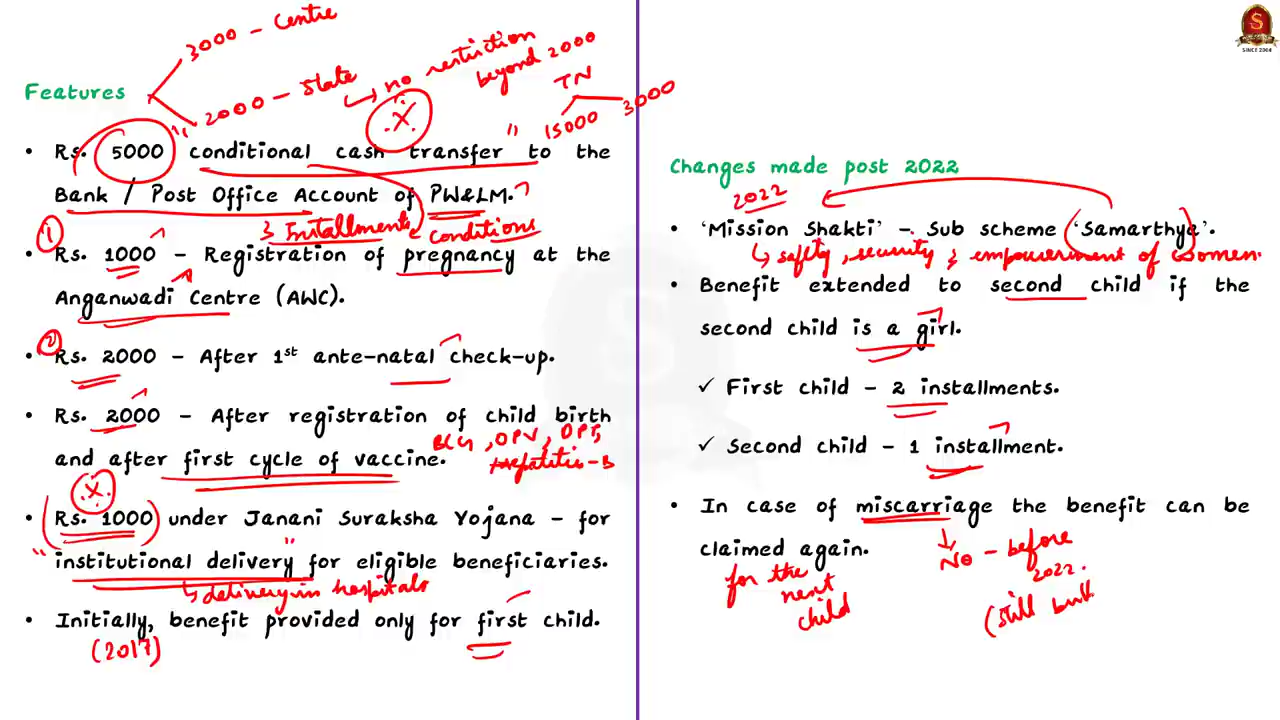 3000 - Centre
2000 - State
no restriction
beyond 2000
TN
15000
3000
Features
• Rs. 5000 conditional cash transfer to the
Bank / Post Office Account of PW&LM.
3 Installments
conditions
1
• Rs. 1000 - Registration of pregnancy at the
Anganwadi Centre (AWC).
2
• Rs. 2000 - After 1st ante-natal check-up.
• Rs. 2000 - After registration of child birth
and after first cycle of vaccine.
BCG, OPV, DPT,
Hepatitis-B
• Rs. 1000 under Janani Suraksha Yojana - for
institutional delivery for eligible beneficiaries.
delivery in hospitals
• Initially, benefit provided only for first child.
(2017)
S
SINCE 2004
Changes made post 2022
2022
• 'Mission Shakti' - Sub scheme 'Samarthya'.
safety, security & empowerment of women.
• Benefit extended to second child if the
second child is a girl.
✓ First child - 2 installments.
✓ Second child - 1 installment.
• In case of miscarriage the benefit can be
claimed again.
for the
next
child
No - before
2022.
(still